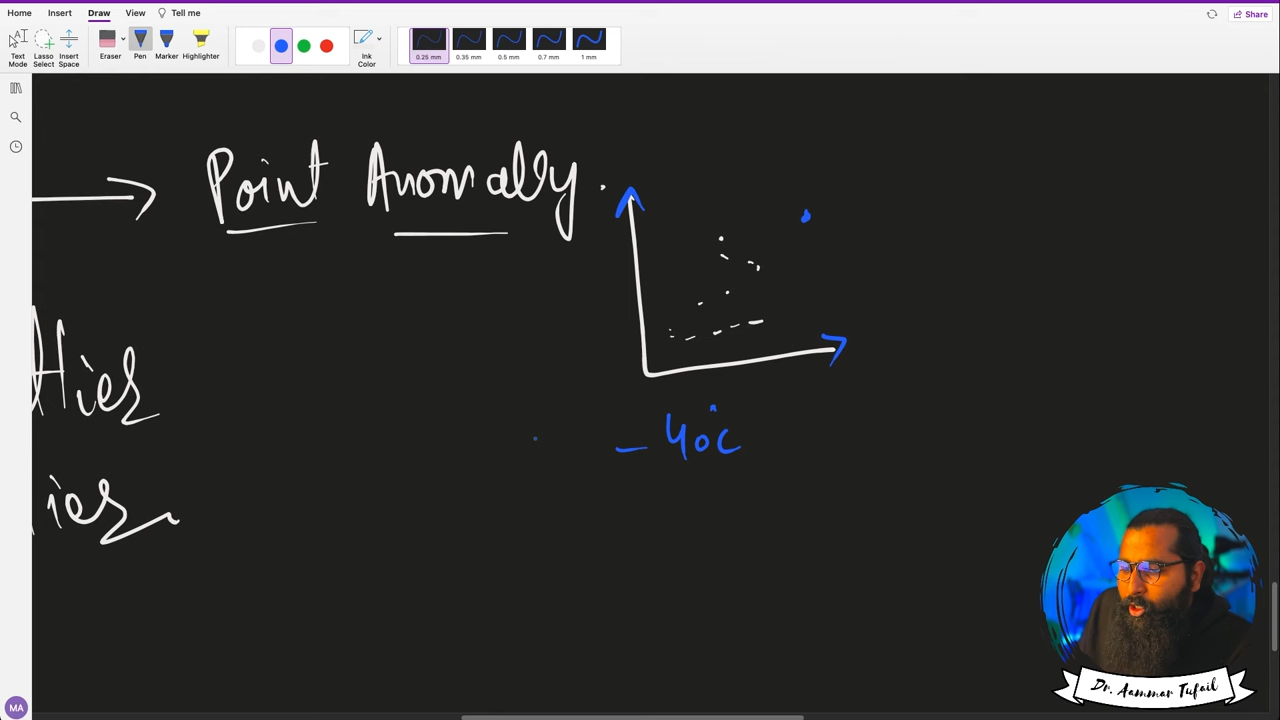 Home Insert Draw View Tell me
Share
Text Mode
Lasso Select
Insert Space
Eraser
Pen
Marker
Highlighter
Ink Color
0.25 mm
0.35 mm
0.5 mm
0.7 mm
1 mm
Point Anomally.
- 40°C
MA
Dr. Aammar Tufail